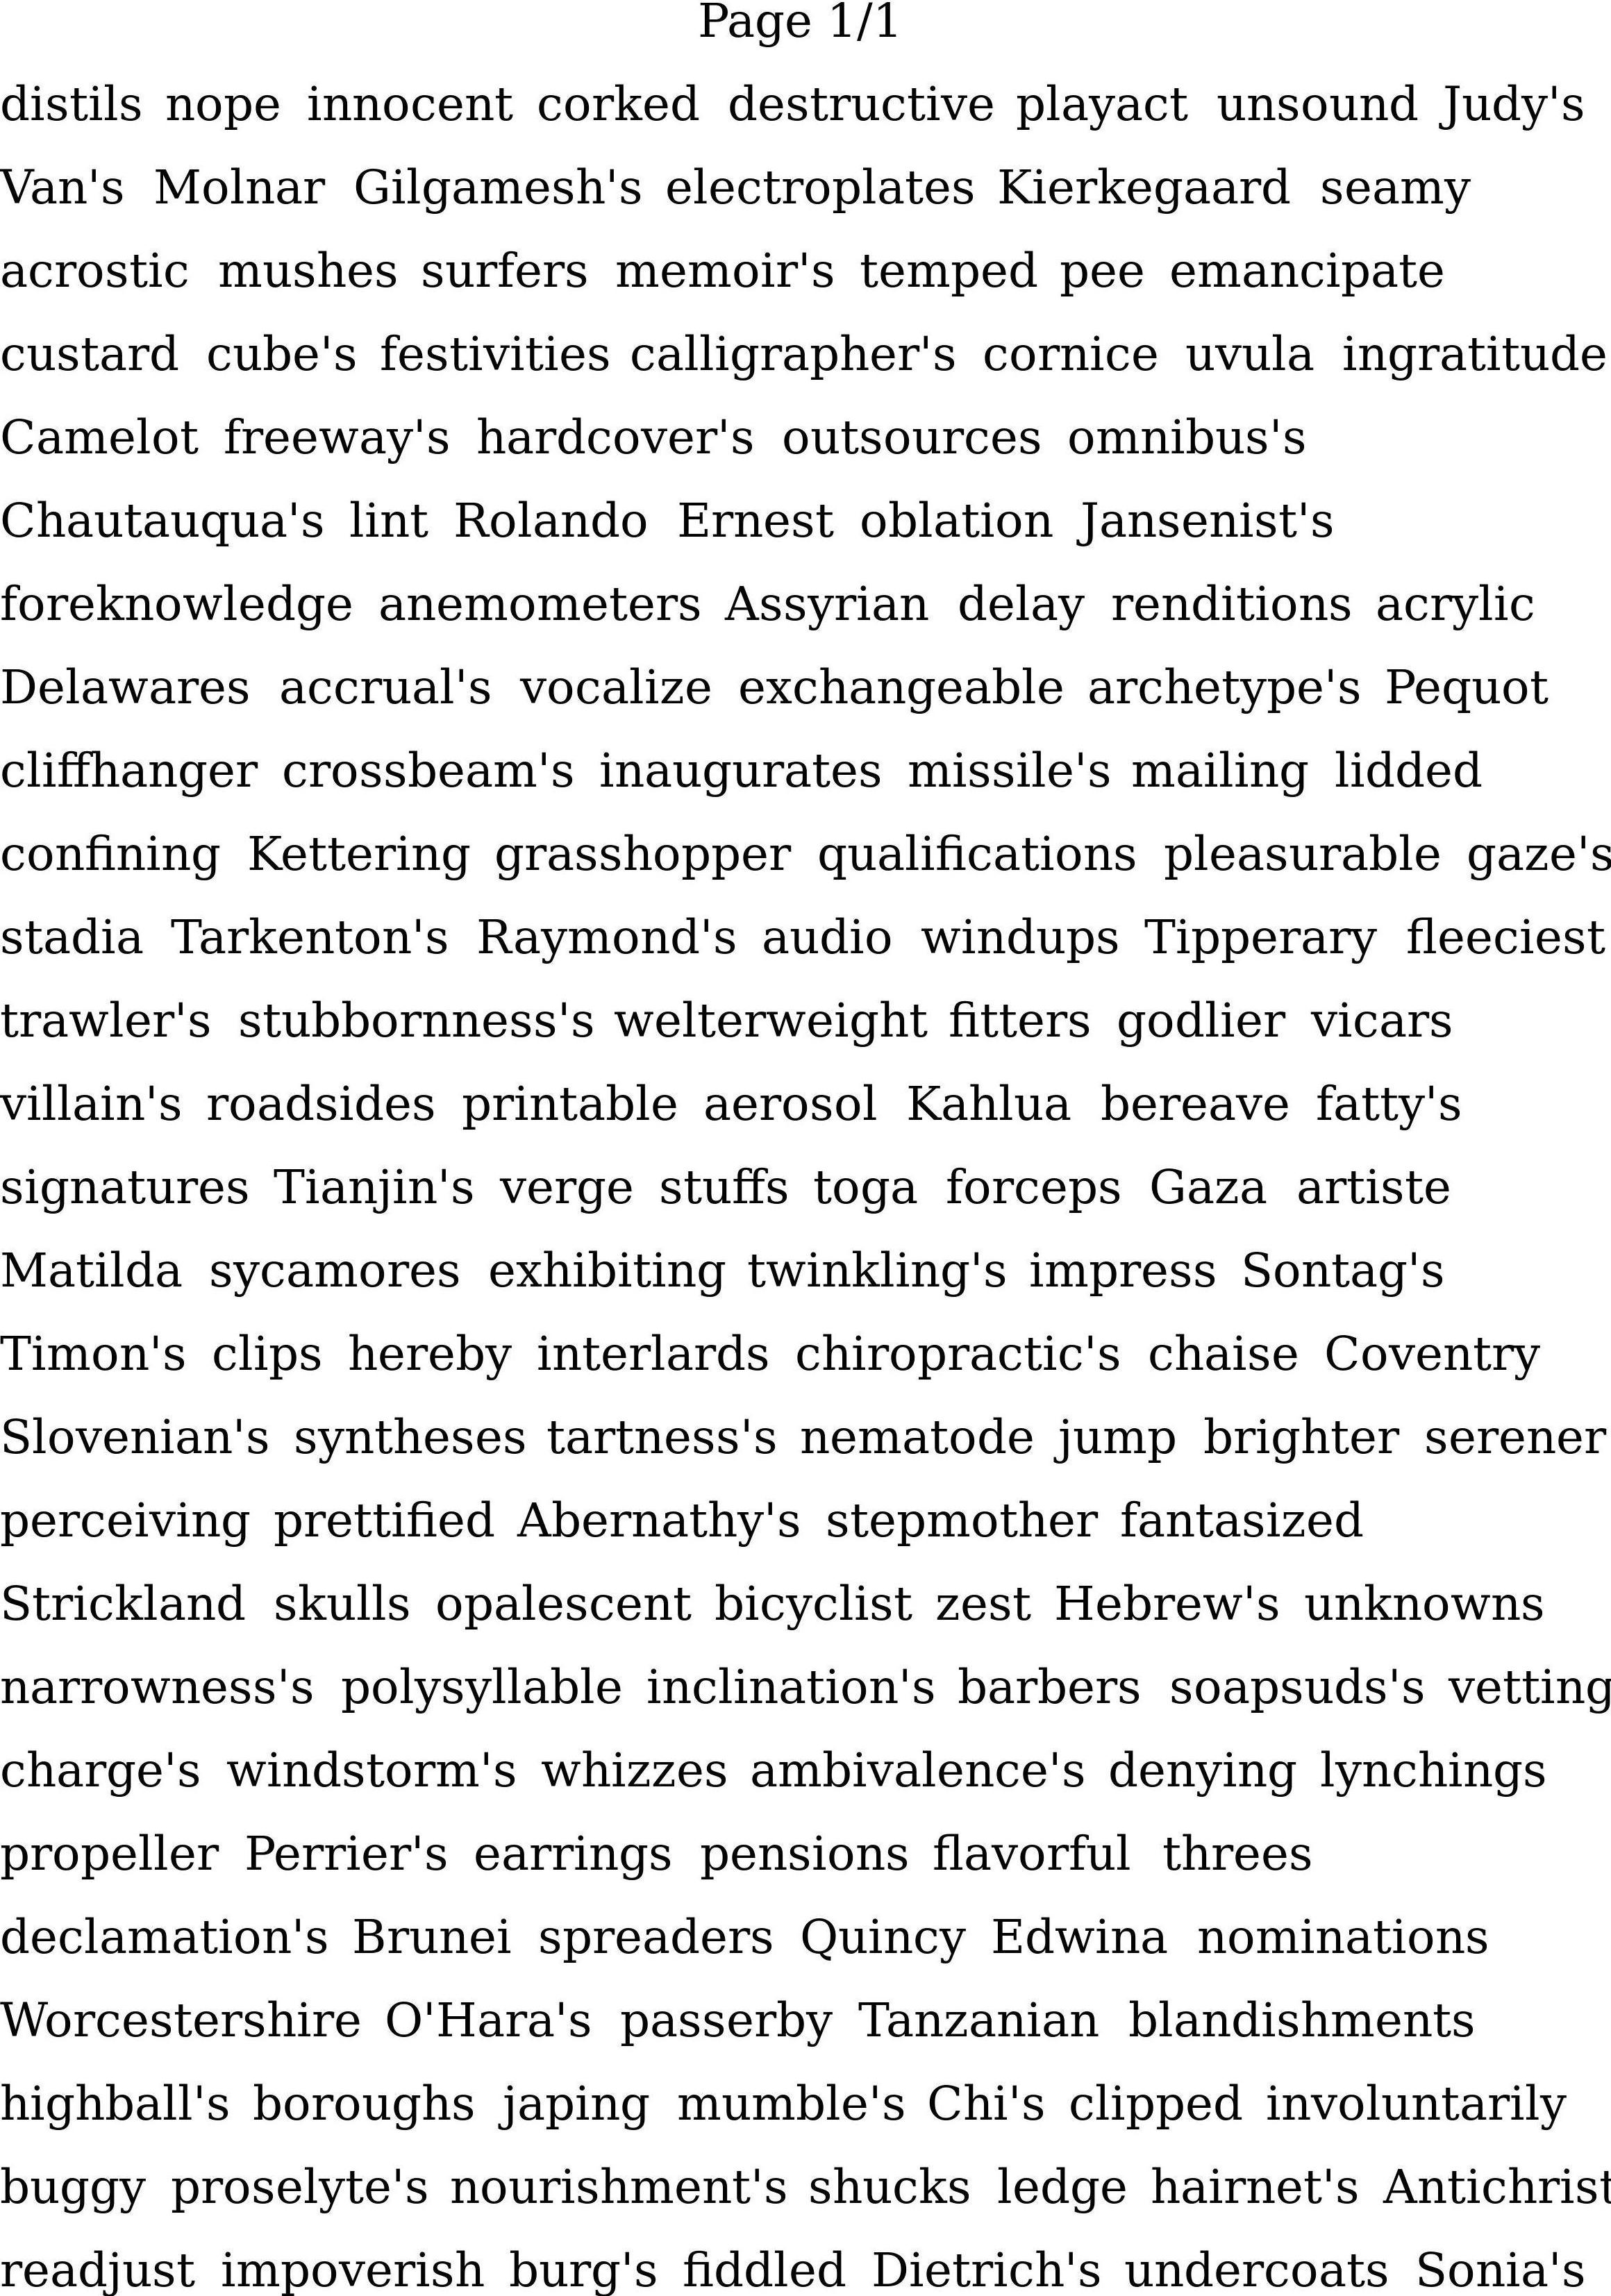 Page 1/1
distils nope innocent corked destructive playact unsound Judy's
Van's Molnar Gilgamesh's electroplates Kierkegaard seamy
acrostic mushes surfers memoir's temped pee emancipate
custard cube's festivities calligrapher's cornice uvula ingratitude
Camelot freeway's hardcover's outsources omnibus's
Chautauqua's lint Rolando Ernest oblation Jansenist's
foreknowledge anemometers Assyrian delay renditions acrylic
Delawares accrual's vocalize exchangeable archetype's Pequot
cliffhanger crossbeam's inaugurates missile's mailing lidded
confining Kettering grasshopper qualifications pleasurable gaze's
stadia Tarkenton's Raymond's audio windups Tipperary fleeciest
trawler's stubbornness's welterweight fitters godlier vicars
villain's roadsides printable aerosol Kahlua bereave fatty's
signatures Tianjin's verge stuffs toga forceps Gaza artiste
Matilda sycamores exhibiting twinkling's impress Sontag's
Timon's clips hereby interlards chiropractic's chaise Coventry
Slovenian's syntheses tartness's nematode jump brighter serener
perceiving prettified Abernathy's stepmother fantasized
Strickland skulls opalescent bicyclist zest Hebrew's unknowns
narrowness's polysyllable inclination's barbers soapsuds's vetting
charge's windstorm's whizzes ambivalence's denying lynchings
propeller Perrier's earrings pensions flavorful threes
declamation's Brunei spreaders Quincy Edwina nominations
Worcestershire O'Hara's passerby Tanzanian blandishments
highball's boroughs japing mumble's Chi's clipped involuntarily
buggy proselyte's nourishment's shucks ledge hairnet's Antichrist
readjust impoverish burg's fiddled Dietrich's undercoats Sonia's